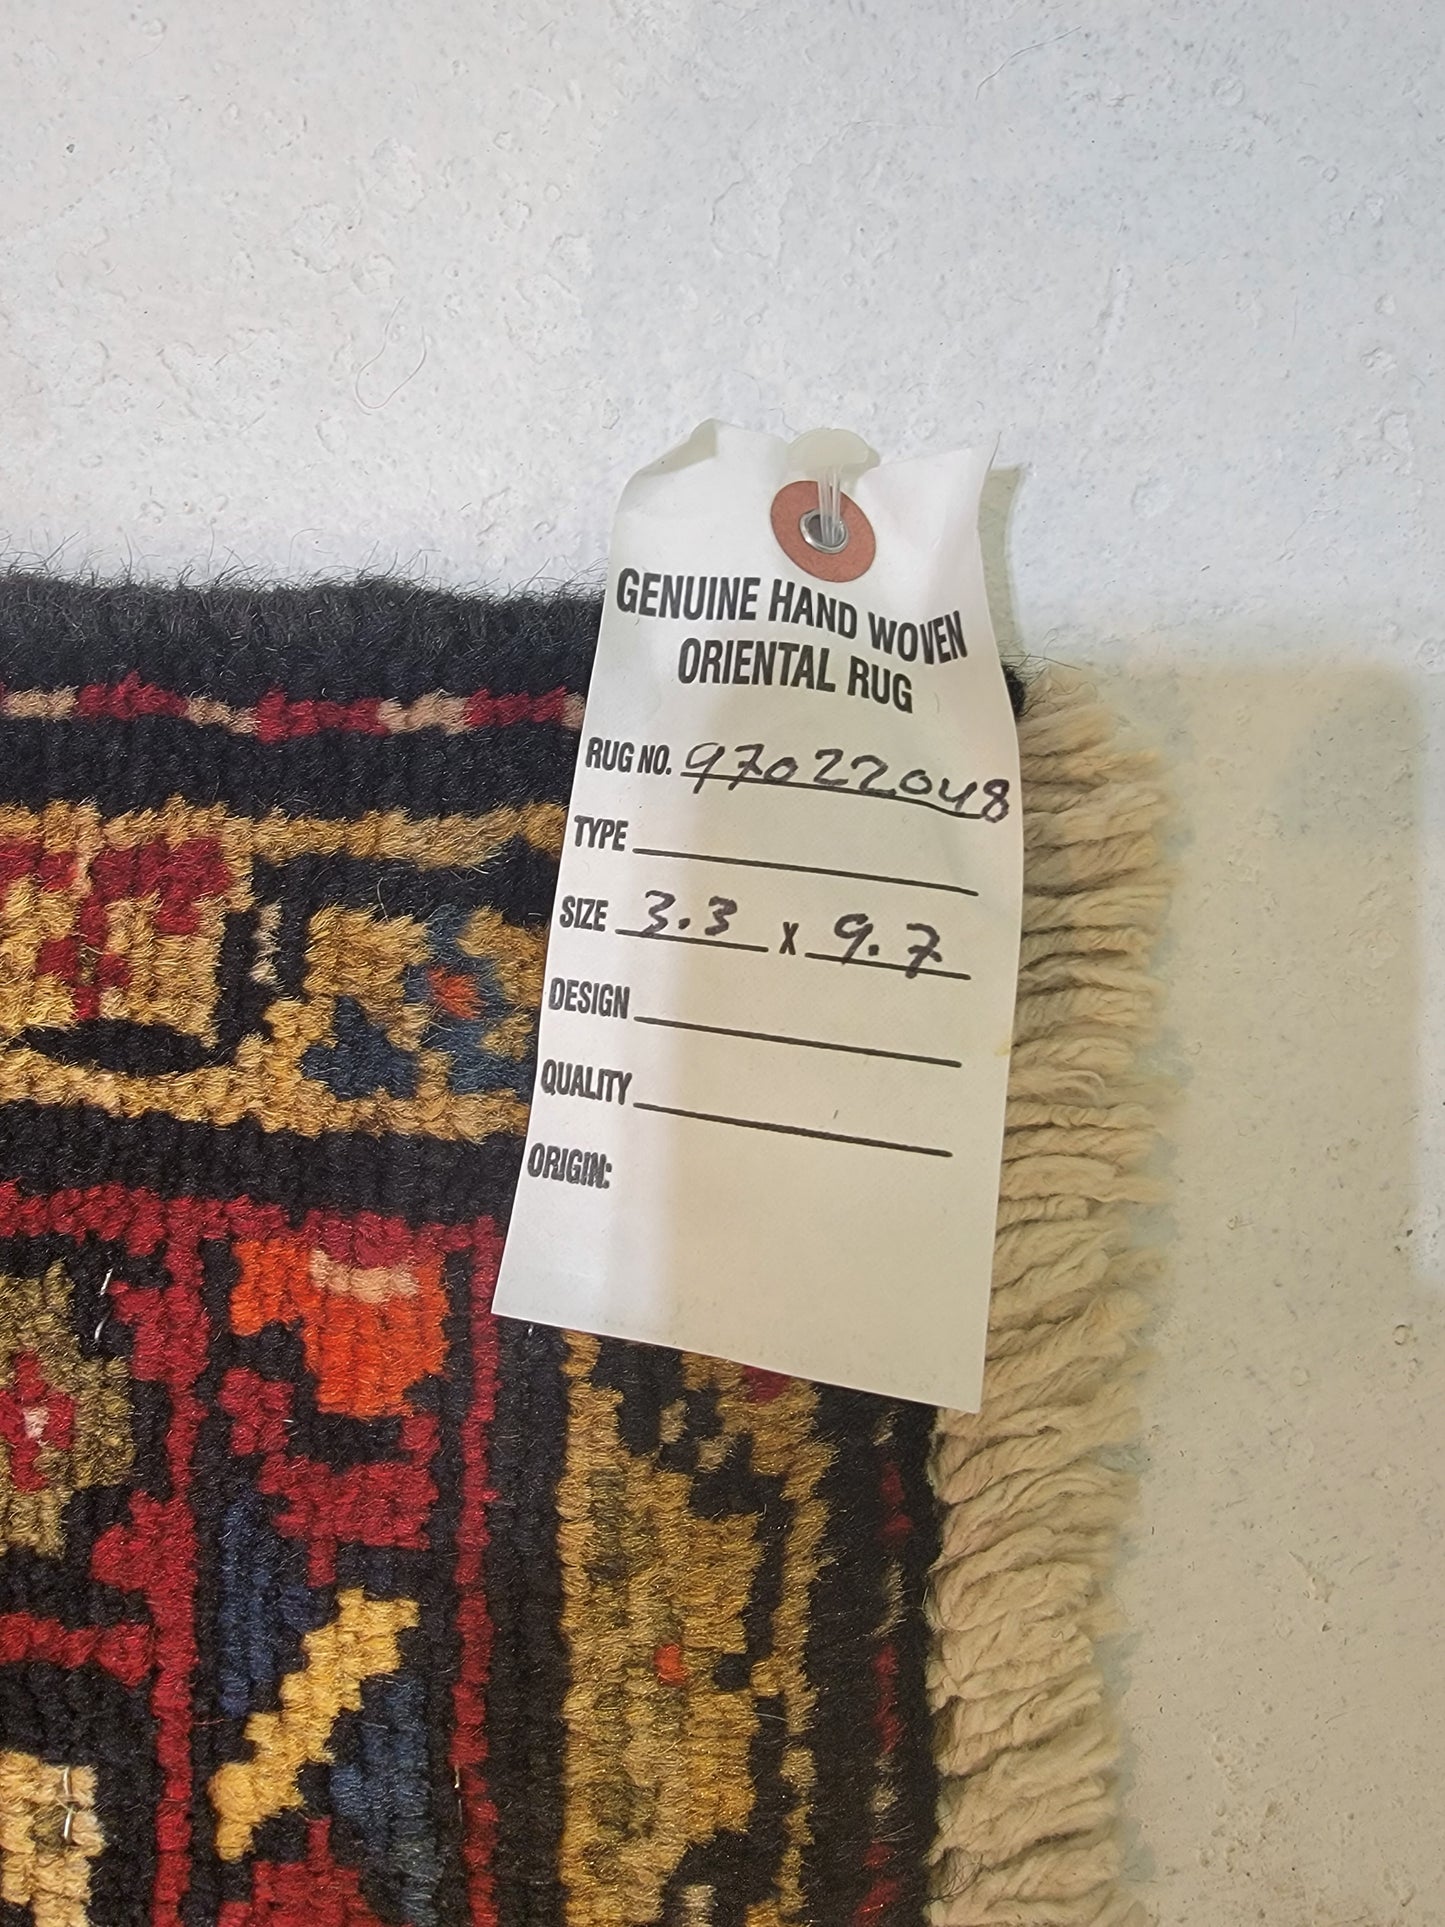 GENUINE HAND WOVEN
ORIENTAL RUG
RUG NO. 97022048
TYPE
SIZE 3.3 x 9.7
DESIGN
QUALITY
ORIGIN: